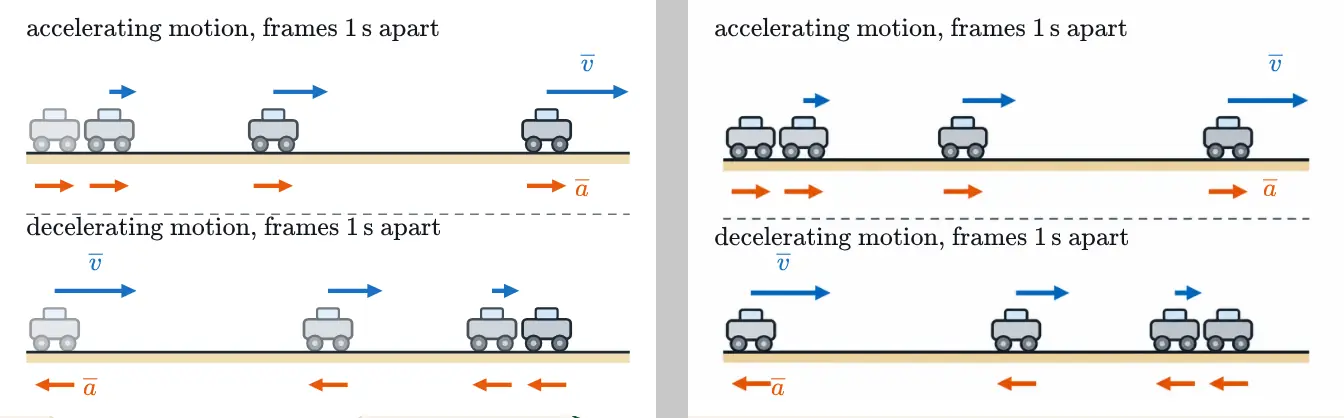 accelerating motion, frames 1 s apart
v̅
a̅
decelerating motion, frames 1 s apart
v̅
a̅
accelerating motion, frames 1 s apart
v̅
a̅
decelerating motion, frames 1 s apart
v̅
a̅